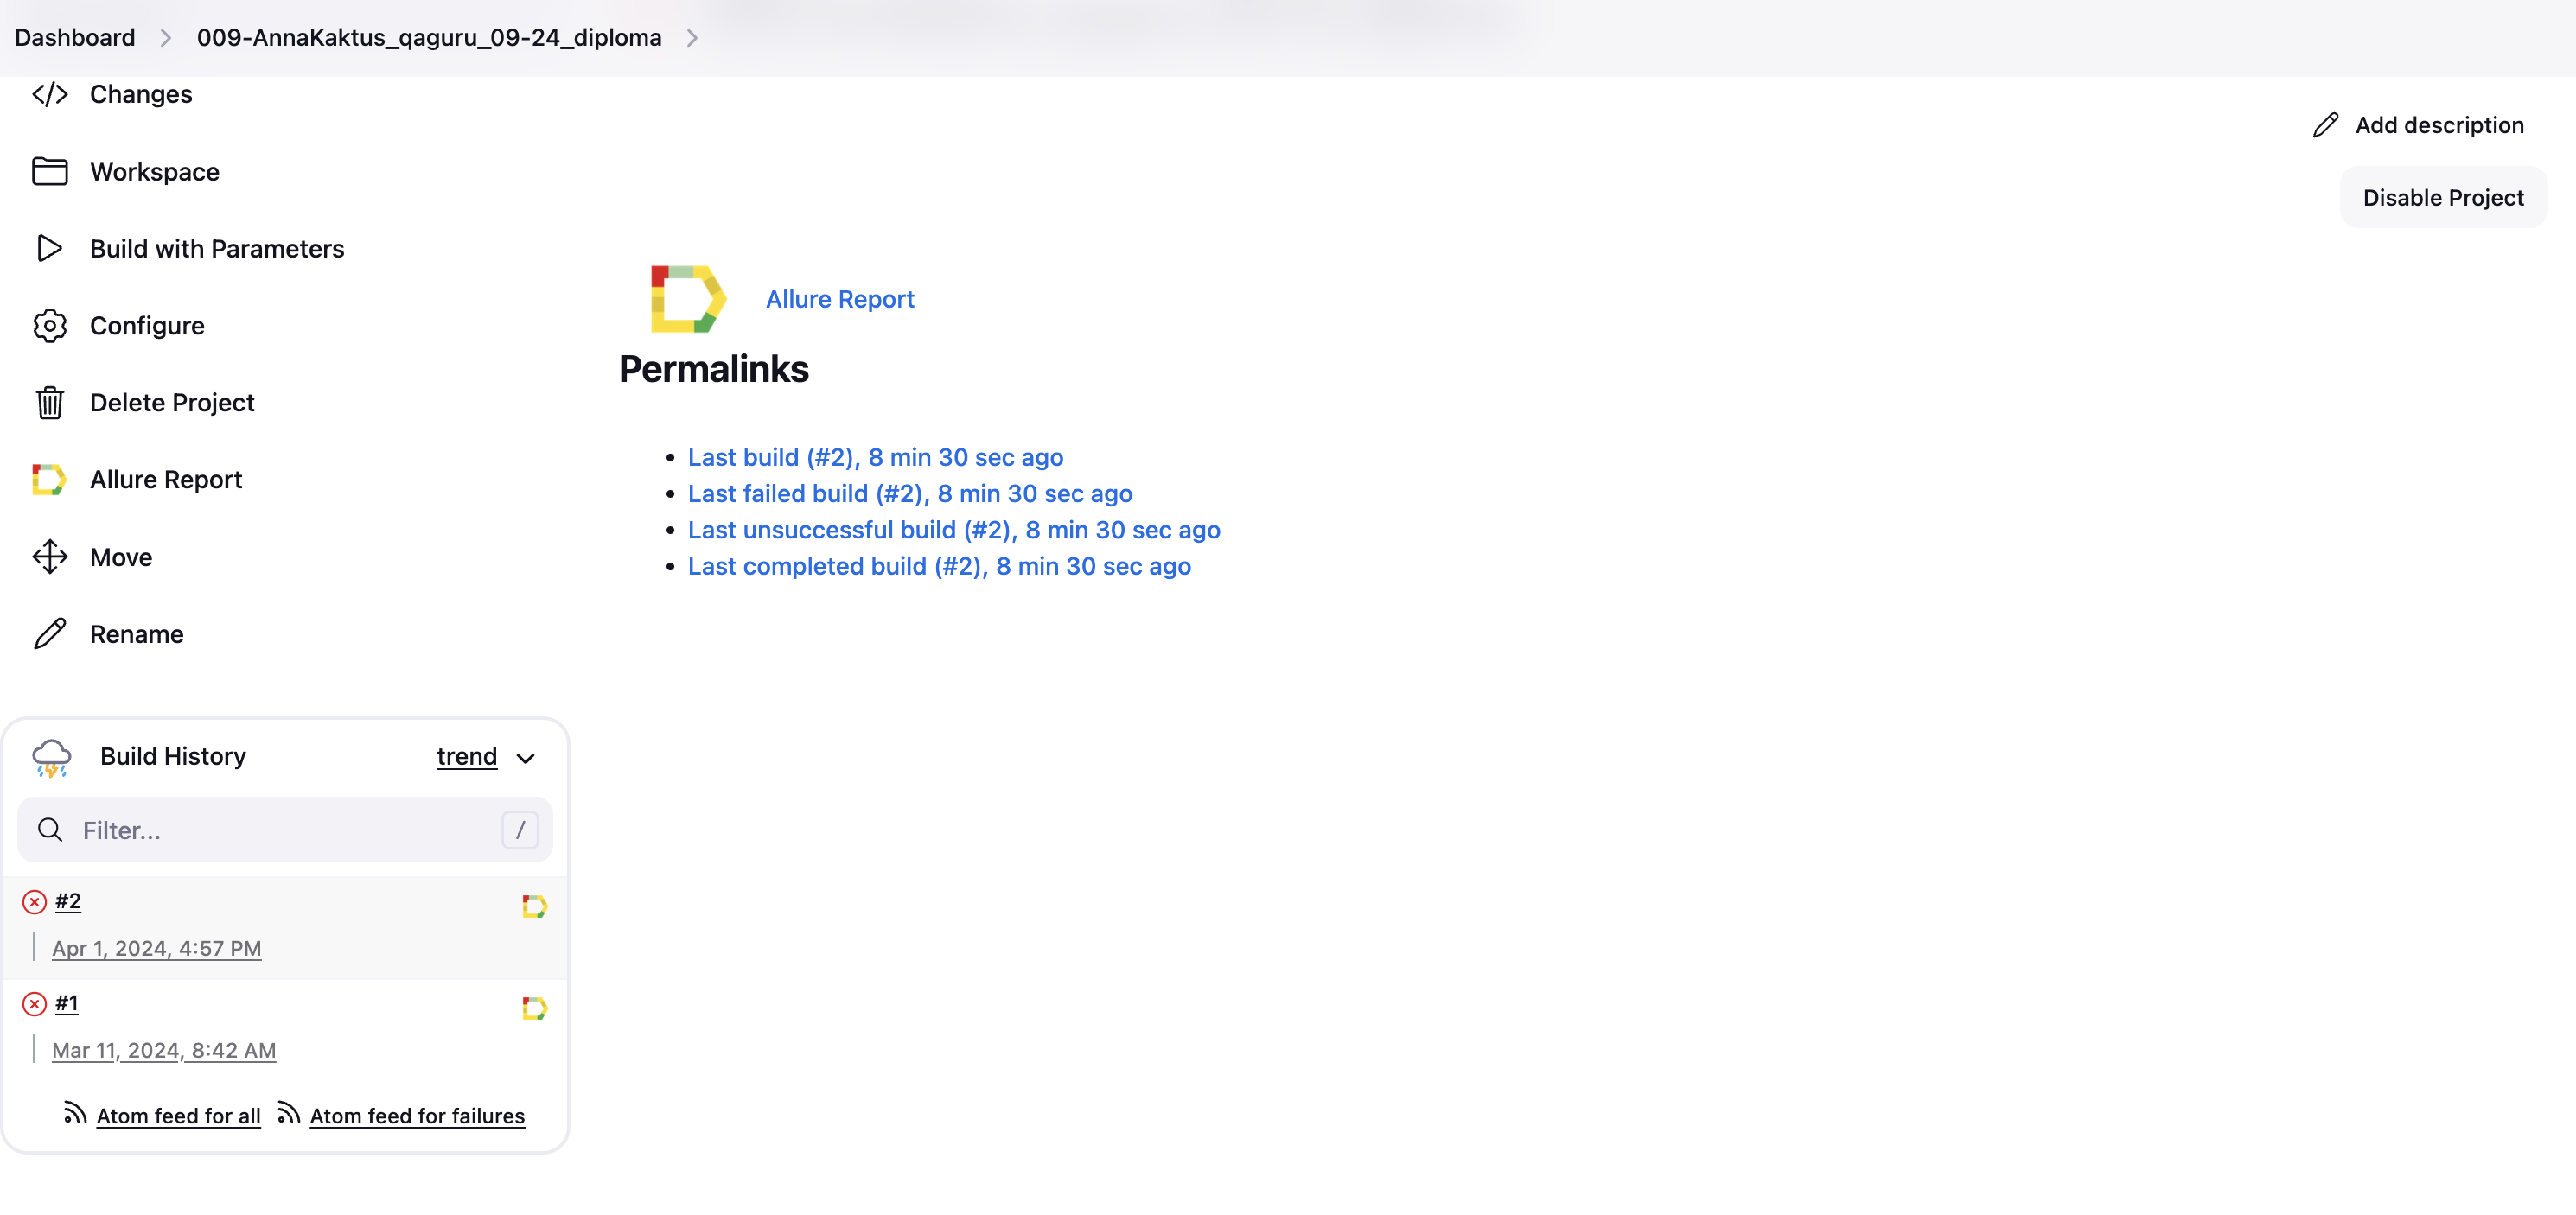 Dashboard > 009-AnnaKaktus_qaguru_09-24_diploma >
Changes
Workspace
Build with Parameters
Configure
Delete Project
Allure Report
Move
Rename
Add description
Disable Project
Allure Report
Permalinks
• Last build (#2), 8 min 30 sec ago
• Last failed build (#2), 8 min 30 sec ago
• Last unsuccessful build (#2), 8 min 30 sec ago
• Last completed build (#2), 8 min 30 sec ago
Build History trend
Filter... /
#2
Apr 1, 2024, 4:57 PM
#1
Mar 11, 2024, 8:42 AM
Atom feed for all Atom feed for failures